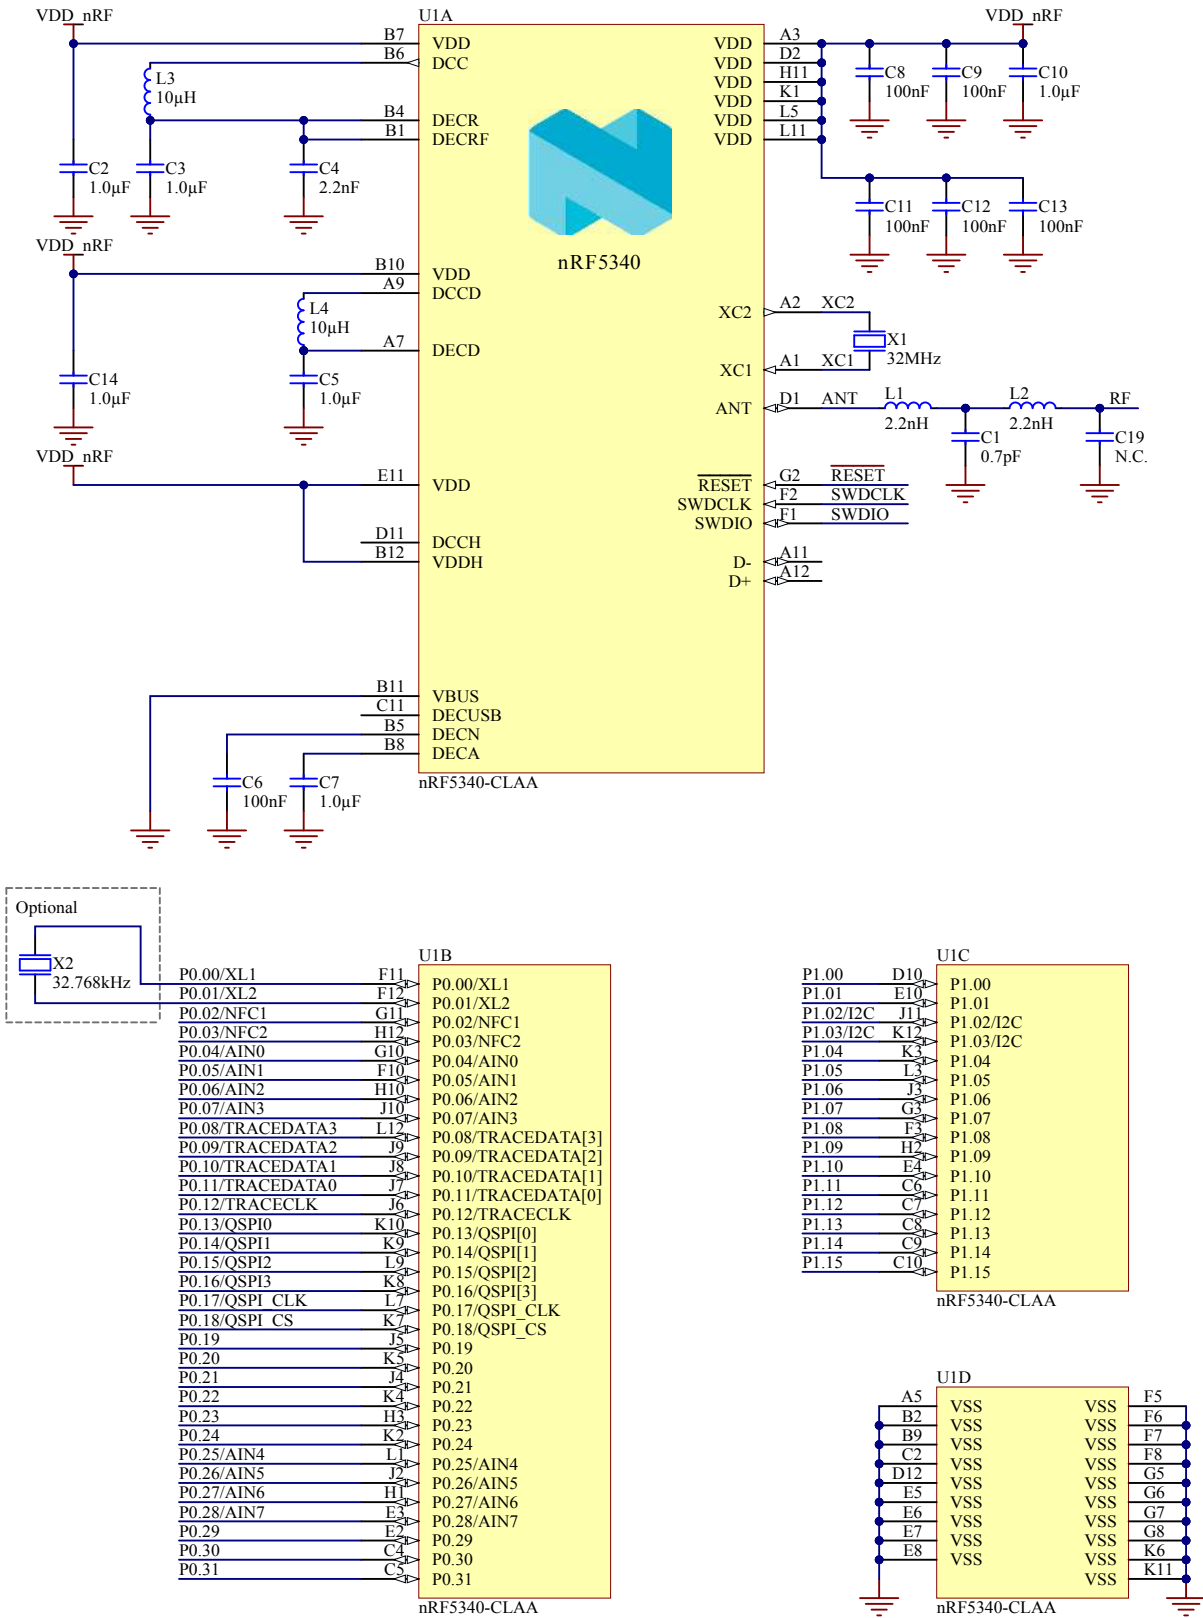 VDD_nRF
U1A
VDD_nRF
B7 VDD
B6 DCC
L3
10µH
B4 DECR
B1 DECRF
C2
1.0µF
C3
1.0µF
C4
2.2nF
VDD_nRF
B10 VDD
A9 DCCD
L4
10µH
A7 DECD
C14
1.0µF
C5
1.0µF
VDD_nRF
E11 VDD
D11 DCCH
B12 VDDH
B11 VBUS
C11 DECUSB
B5 DECN
B8 DECA
C6
100nF
C7
1.0µF
nRF5340
nRF5340-CLAA
VDD A3
VDD D2
VDD H11
VDD K1
VDD L5
VDD L11
C8
100nF
C9
100nF
C10
1.0µF
C11
100nF
C12
100nF
C13
100nF
XC2 A2 XC2
X1
32MHz
XC1 A1 XC1
ANT D1 ANT
L1
2.2nH
L2
2.2nH
RF
C1
0.7pF
C19
N.C.
RESET G2 RESET
SWDCLK F2 SWDCLK
SWDIO F1 SWDIO
D- A11
D+ A12
Optional
X2
32.768kHz
U1B
P0.00/XL1 F11 P0.00/XL1
P0.01/XL2 F12 P0.01/XL2
P0.02/NFC1 G11 P0.02/NFC1
P0.03/NFC2 H12 P0.03/NFC2
P0.04/AIN0 G10 P0.04/AIN0
P0.05/AIN1 F10 P0.05/AIN1
P0.06/AIN2 H10 P0.06/AIN2
P0.07/AIN3 J10 P0.07/AIN3
P0.08/TRACEDATA3 L12 P0.08/TRACEDATA[3]
P0.09/TRACEDATA2 J9 P0.09/TRACEDATA[2]
P0.10/TRACEDATA1 J8 P0.10/TRACEDATA[1]
P0.11/TRACEDATA0 J7 P0.11/TRACEDATA[0]
P0.12/TRACECLK J6 P0.12/TRACECLK
P0.13/QSPI0 K10 P0.13/QSPI[0]
P0.14/QSPI1 K9 P0.14/QSPI[1]
P0.15/QSPI2 L9 P0.15/QSPI[2]
P0.16/QSPI3 K8 P0.16/QSPI[3]
P0.17/QSPI_CLK L7 P0.17/QSPI_CLK
P0.18/QSPI_CS K7 P0.18/QSPI_CS
P0.19 J5 P0.19
P0.20 K5 P0.20
P0.21 J4 P0.21
P0.22 K4 P0.22
P0.23 H3 P0.23
P0.24 K2 P0.24
P0.25/AIN4 L1 P0.25/AIN4
P0.26/AIN5 J2 P0.26/AIN5
P0.27/AIN6 H1 P0.27/AIN6
P0.28/AIN7 E3 P0.28/AIN7
P0.29 E2 P0.29
P0.30 C4 P0.30
P0.31 C5 P0.31
nRF5340-CLAA
U1C
P1.00 D10 P1.00
P1.01 E10 P1.01
P1.02/I2C J11 P1.02/I2C
P1.03/I2C K12 P1.03/I2C
P1.04 K3 P1.04
P1.05 L3 P1.05
P1.06 J3 P1.06
P1.07 G3 P1.07
P1.08 F3 P1.08
P1.09 H2 P1.09
P1.10 E4 P1.10
P1.11 C6 P1.11
P1.12 C7 P1.12
P1.13 C8 P1.13
P1.14 C9 P1.14
P1.15 C10 P1.15
nRF5340-CLAA
U1D
A5 VSS VSS F5
B2 VSS VSS F6
B9 VSS VSS F7
C2 VSS VSS F8
D12 VSS VSS G5
E5 VSS VSS G6
E6 VSS VSS G7
E7 VSS VSS G8
E8 VSS VSS K6
VSS K11
nRF5340-CLAA